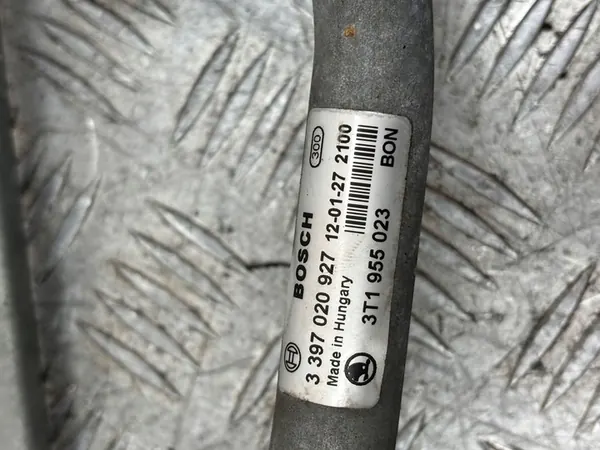 300
BOSCH
3 397 020 927 12-01-27 2100
Made in Hungary
3T1 955 023
BON